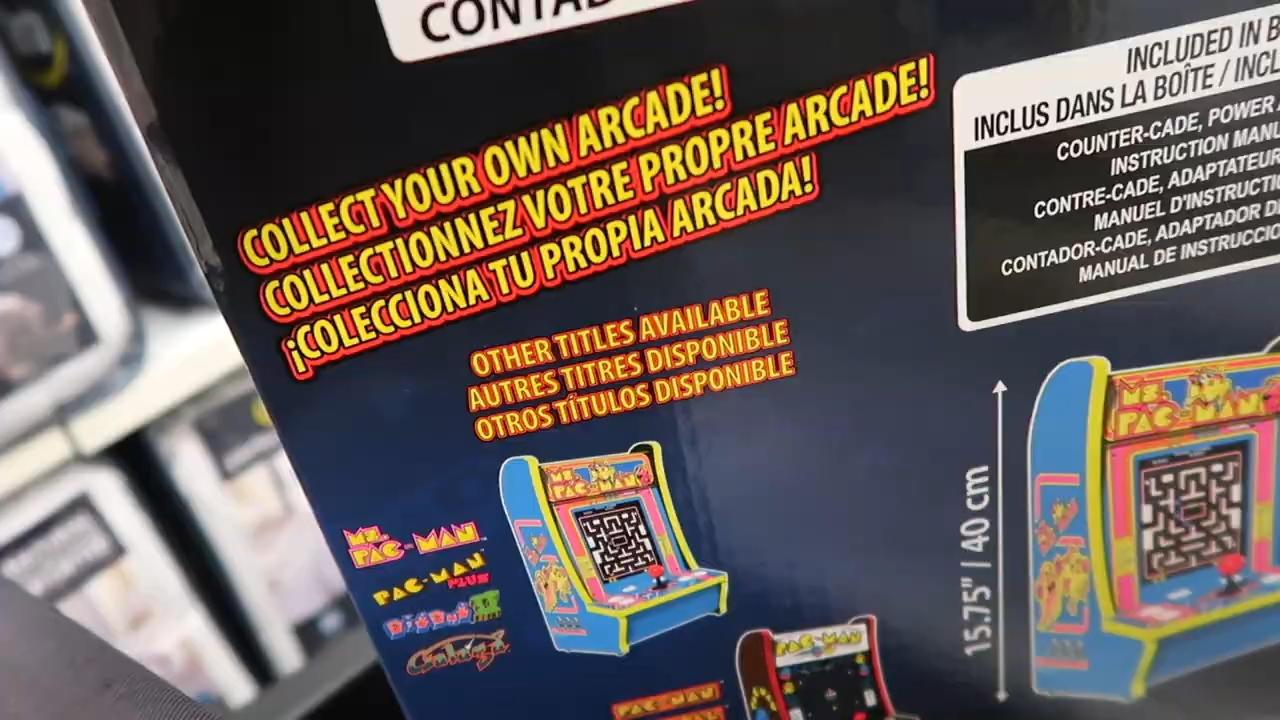 COLLECT YOUR OWN ARCADE!
COLLECTIONNEZ VOTRE PROPRE ARCADE!
¡COLECCIONA TU PROPIA ARCADA!
OTHER TITLES AVAILABLE
AUTRES TITRES DISPONIBLE
OTROS TÍTULOS DISPONIBLE
MS.
PAC-MAN
PAC-MAN
PLUS
Galaga
MS.
PAC-MAN
PAC-MAN
PAC-MAN
INCLUDED IN
INCLUS DANS LA BOÎTE /
COUNTER-CADE, POWER
INSTRUCTION
CONTRE-CADE, ADAPTATEUR
MANUEL D'INSTRUCTI
CONTADOR-CADE, ADAPTADOR
MANUAL DE INSTRUCCIO
15.75" | 40 cm
MS.
PAC-MAN